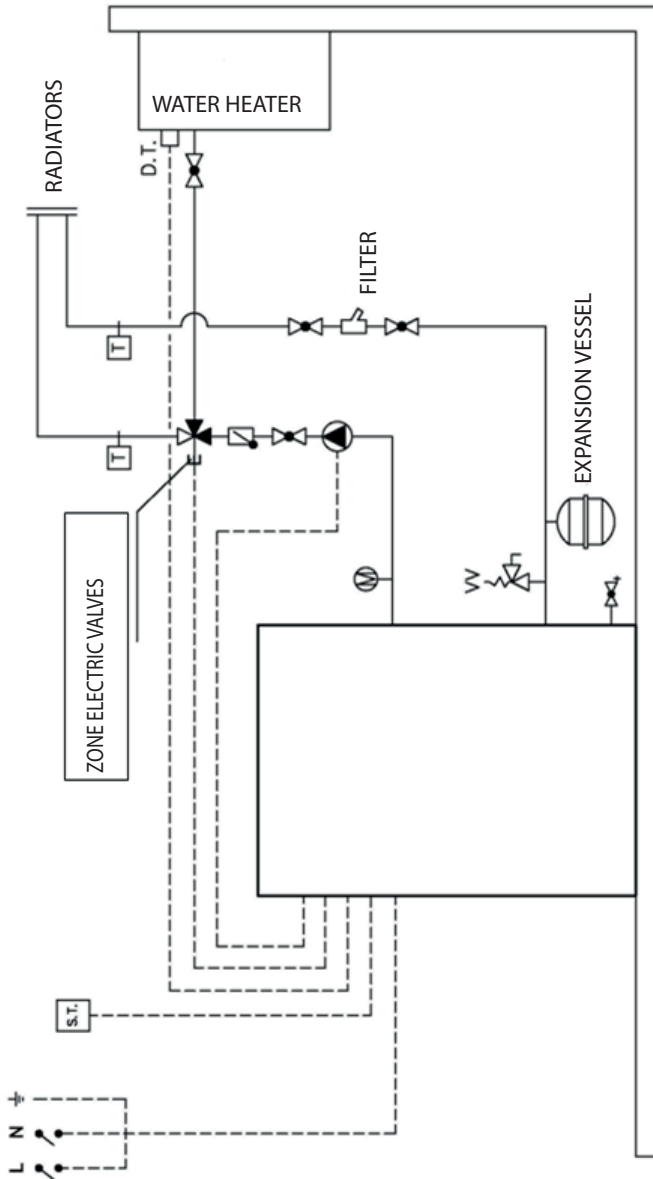 WATER HEATER
RADIATORS
D.T.
FILTER
T
T
EXPANSION VESSEL
ZONE ELECTRIC VALVES
S.T.
N
L